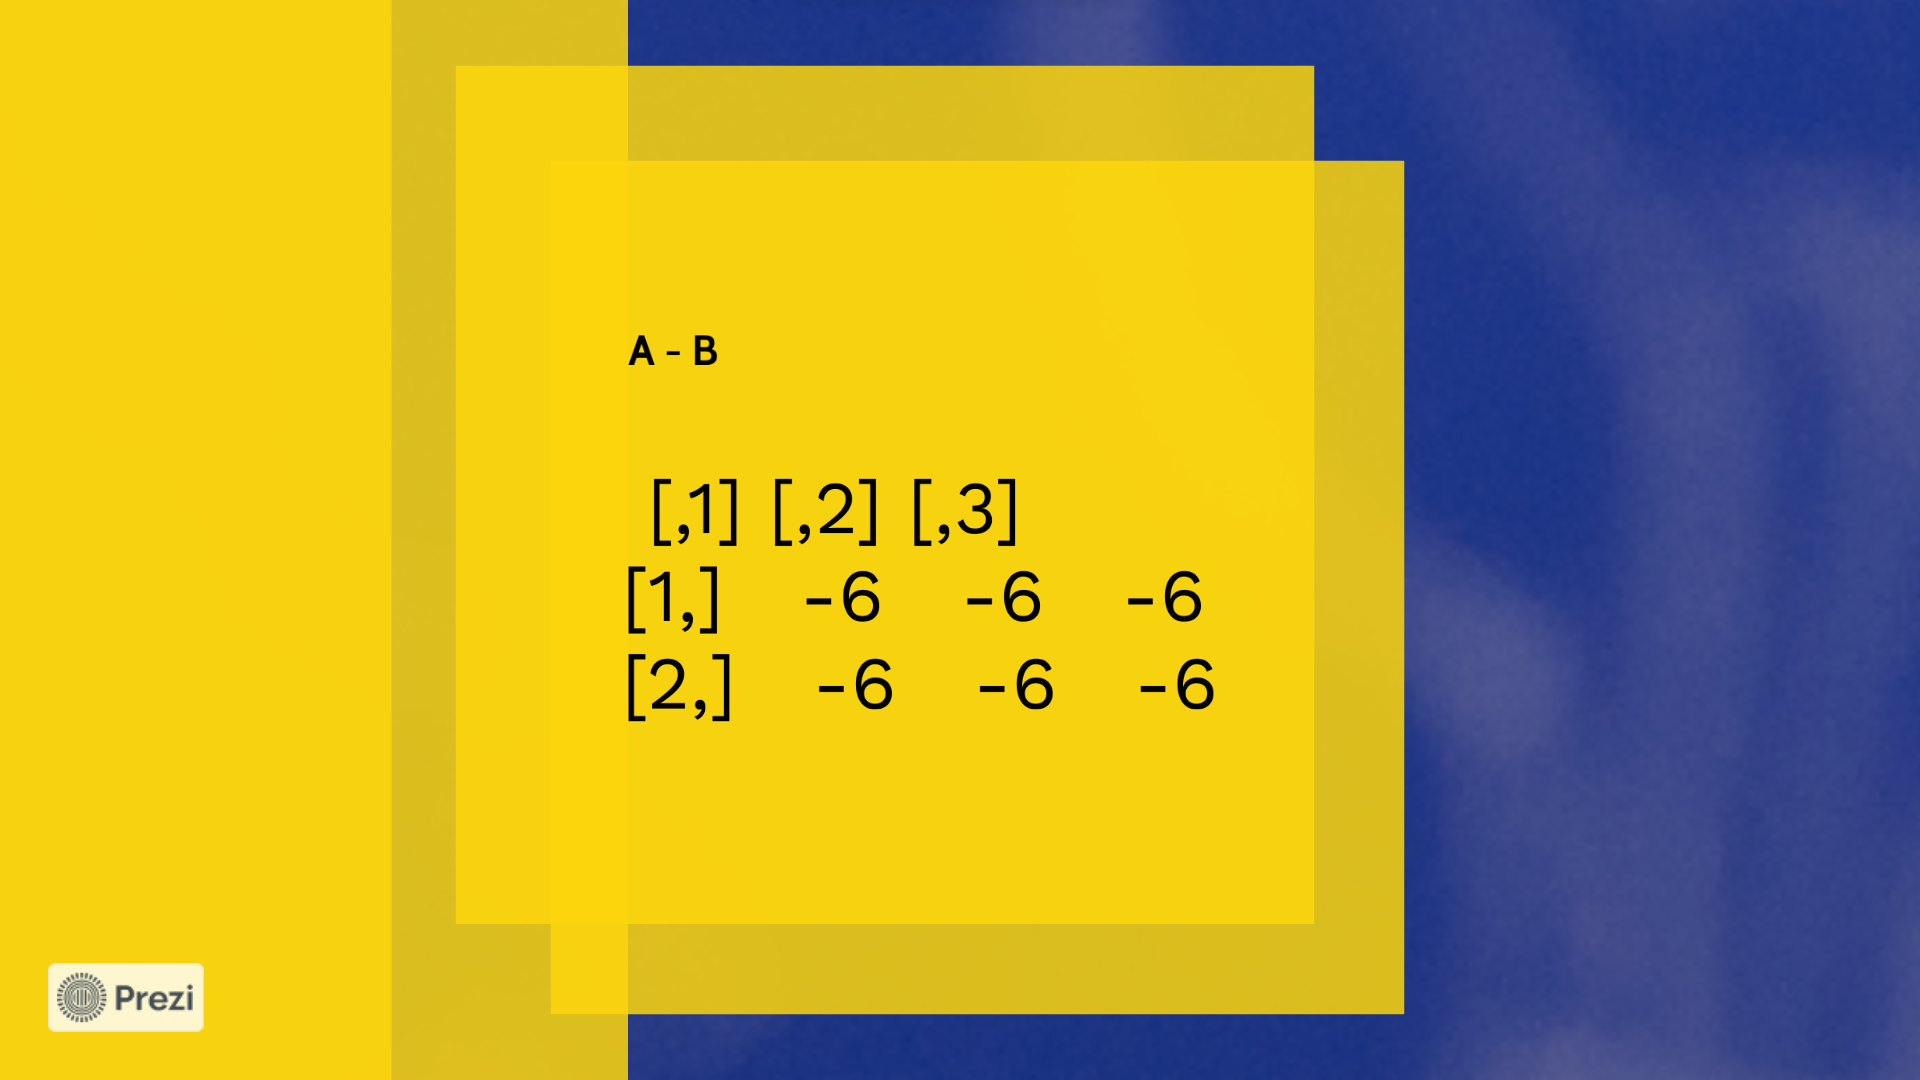 A - B
[,1] [,2] [,3]
[1,] -6 -6 -6
[2,] -6 -6 -6
Prezi